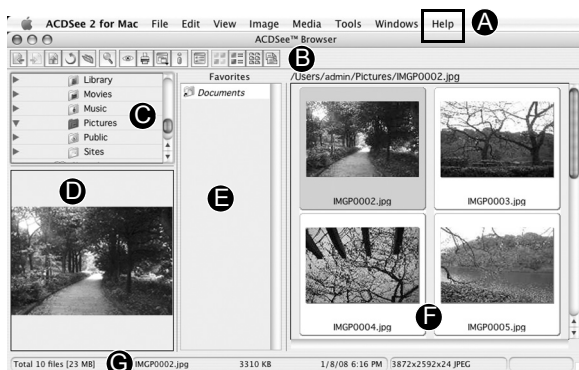 ACDSee 2 for Mac File Edit View Image Media Tools Windows Help A
ACDSee™ Browser
B
Favorites /Users/admin/Pictures/IMGP0002.jpg
Library
Documents
Movies
Music
Pictures C
Public
Sites
D
E
IMGP0002.jpg IMGP0003.jpg
F
IMGP0004.jpg IMGP0005.jpg
Total 10 files [23 MB] G IMGP0002.jpg 3310 KB 1/8/08 6:16 PM 3872x2592x24 JPEG